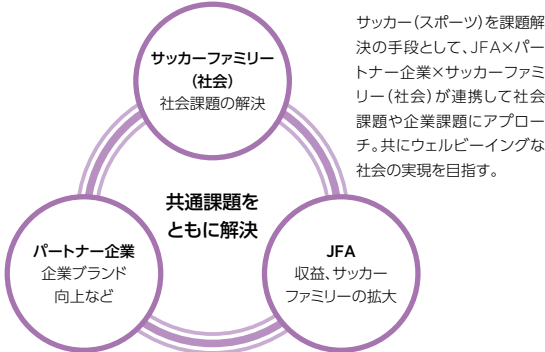 サッカーファミリー
(社会)
社会課題の解決
サッカー(スポーツ)を課題解
決の手段として、JFA×パー
トナー企業×サッカーファミ
リー(社会)が連携して社会
課題や企業課題にアプロー
チ。共にウェルビーイングな
社会の実現を目指す。
共通課題を
ともに解決
パートナー企業
企業ブランド
向上など
JFA
収益、サッカー
ファミリーの拡大